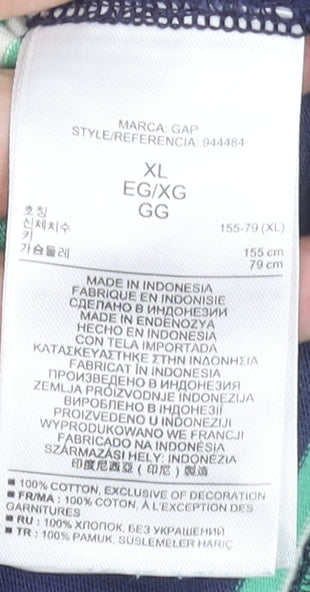 MARCA: GAP
STYLE/REFERENCIA: 944484
XL
EG/XG
GG
호칭
신체치수 155-79 (XL)
키 155 cm
가슴둘레 79 cm
MADE IN INDONESIA
FABRIQUE EN INDONISIE
СДЕЛАНО В ИНДОНЕЗИИ
MADE IN ENDENOZYA
HECHO EN INDONESIA
CON TELA IMPORTADA
ΚΑΤΑΣΚΕΥΑΣΤΗΚΕ ΣΤΗΝ ΙΝΔΟΝΗΣΙΑ
FABRICAT ÎN INDONESIA
ПРОИЗВЕДЕНО В ИНДОНЕЗИЯ
ZEMLJA PROIZVODNJE INDONEZIJA
ВИРОБЛЕНО В ІНДОНЕЗІЇ
PROIZVEDENO U INDONEZIJI
WYPRODUKOWANO WE FRANCJI
FABRICADO NA INDONÉSIA
SZÁRMAZÁSI HELY: INDONÉZIA
印度尼西亞 ( 印尼 ) 製造
■ 100% COTTON, EXCLUSIVE OF DECORATION
■ FR/MA : 100% COTON, À L'EXCEPTION DES
GARNITURES
■ RU : 100% ХЛОПОК, БЕЗ УКРАШЕНИЙ
■ TR : 100% PAMUK, SÜSLEMELER HARİÇ